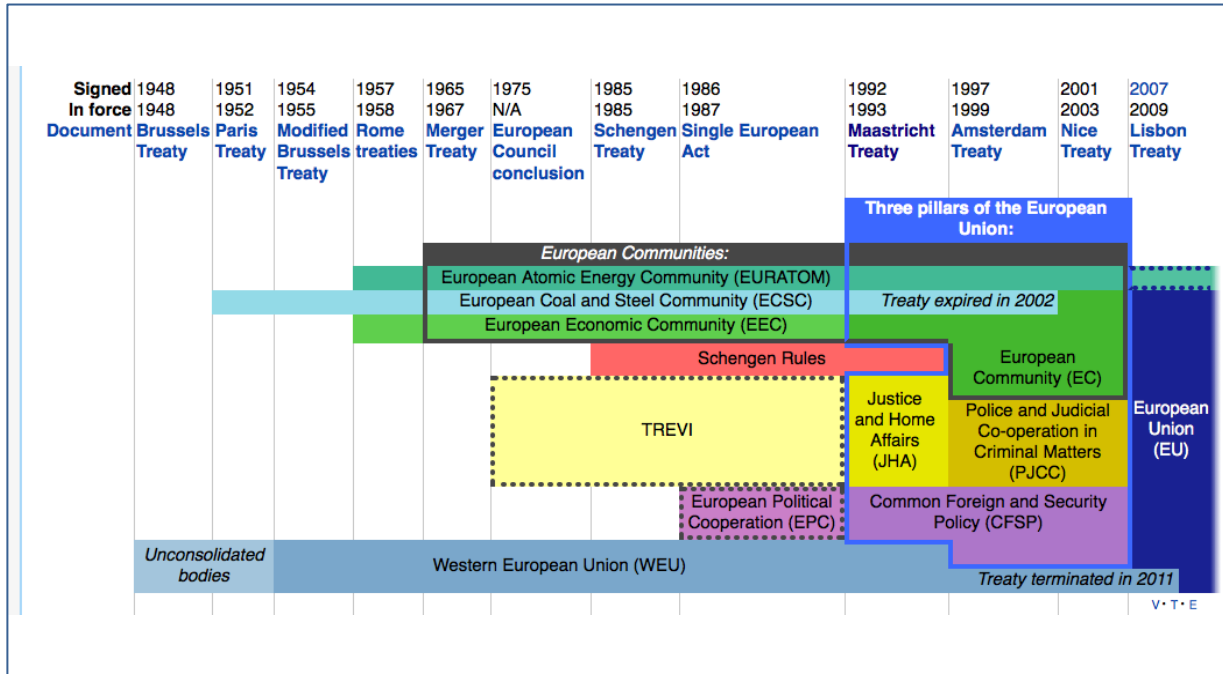 Signed 1948 1951 1954 1957 1965 1975 1985 1986 1992 1997 2001 2007
In force 1948 1952 1955 1958 1967 N/A 1985 1987 1993 1999 2003 2009
Document Brussels Paris Modified Rome Merger European Schengen Single European Maastricht Amsterdam Nice Lisbon
Treaty Treaty Brussels treaties Treaty Council Treaty Act Treaty Treaty Treaty Treaty
Treaty conclusion
Three pillars of the European
Union:
European Communities:
European Atomic Energy Community (EURATOM)
European Coal and Steel Community (ECSC) Treaty expired in 2002
European Economic Community (EEC)
Schengen Rules
European
Community (EC)
TREVI
Justice
and Home
Affairs
(JHA)
Police and Judicial
Co-operation in
Criminal Matters
(PJCC)
European
Union
(EU)
European Political
Cooperation (EPC)
Common Foreign and Security
Policy (CFSP)
Unconsolidated
bodies
Western European Union (WEU)
Treaty terminated in 2011
V • T • E